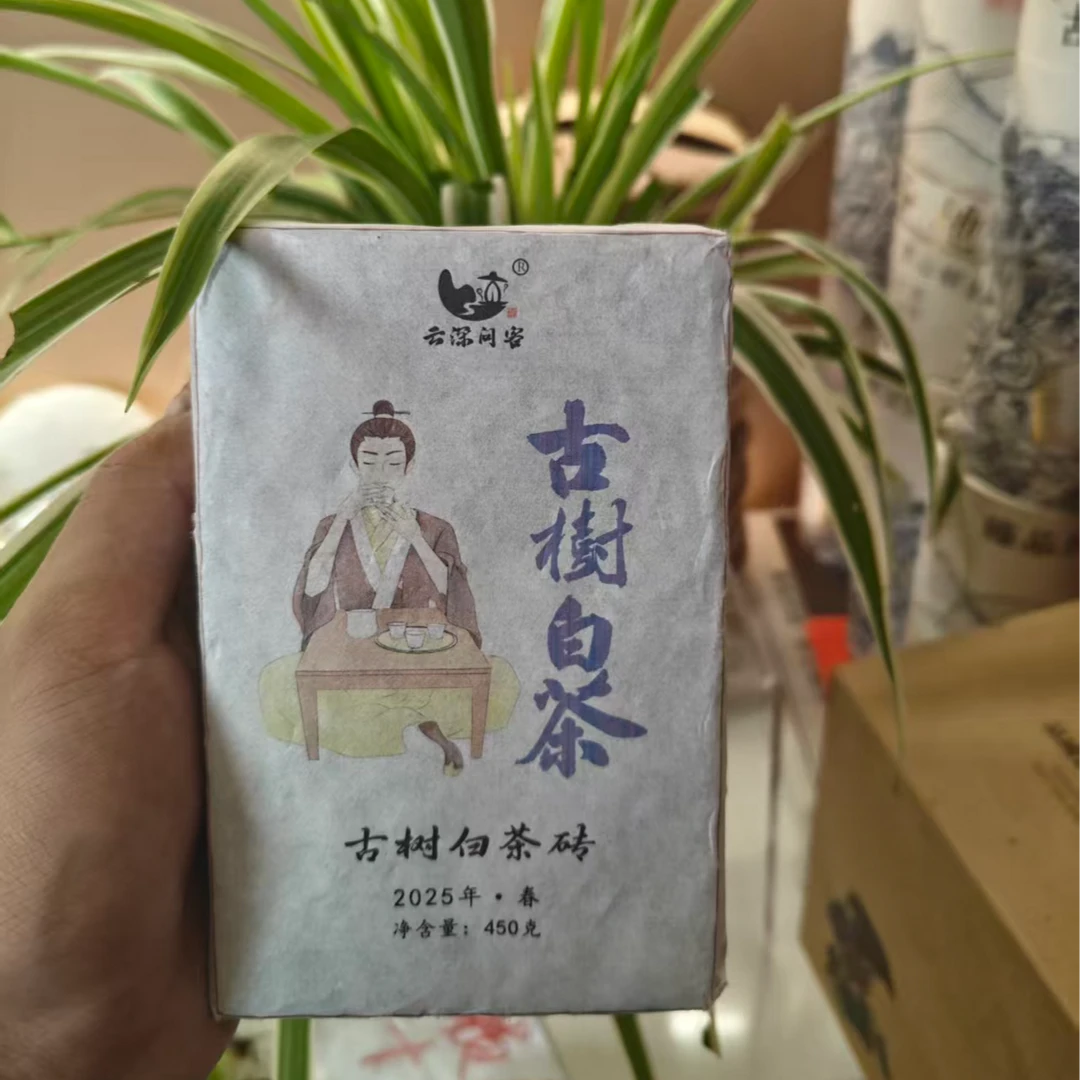 ®
云深问客
古樹白茶
古树白茶砖
2025年·春
净含量：450克